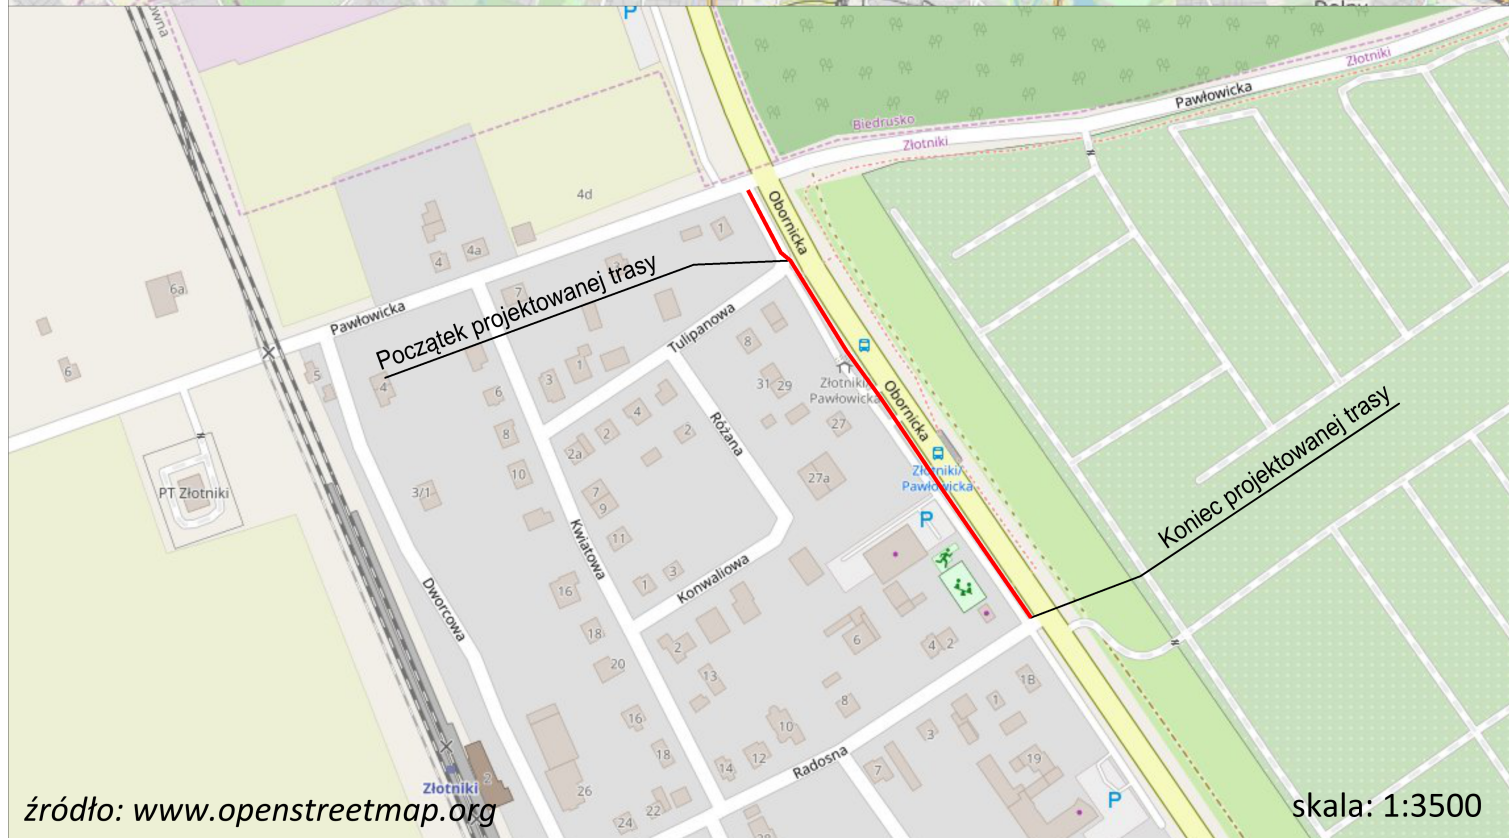 P
Pawłowicka
Złotniki
Biedrusko
Złotniki
4d
Obornicka
1
4a
4
3
6a
7
Początek projektowanej trasy
Pawłowicka
Tulipanowa
6
5
4
3
1
8
6
31
29
Złotniki/
Pawłowicka
Obornicka
Koniec projektowanej trasy
4
2
2
2a
Różana
27
8
10
27a
Złotniki/
Pawłowicka
PT Złotniki
3/1
7
9
11
P
Kwiatowa
Konwaliowa
1
3
16
Dworcowa
18
6
4
2
2
20
13
1B
8
1
16
10
3
18
12
14
Radosna
7
19
2
Złotniki
26
22
24
P
źródło: www.openstreetmap.org
skala: 1:3500